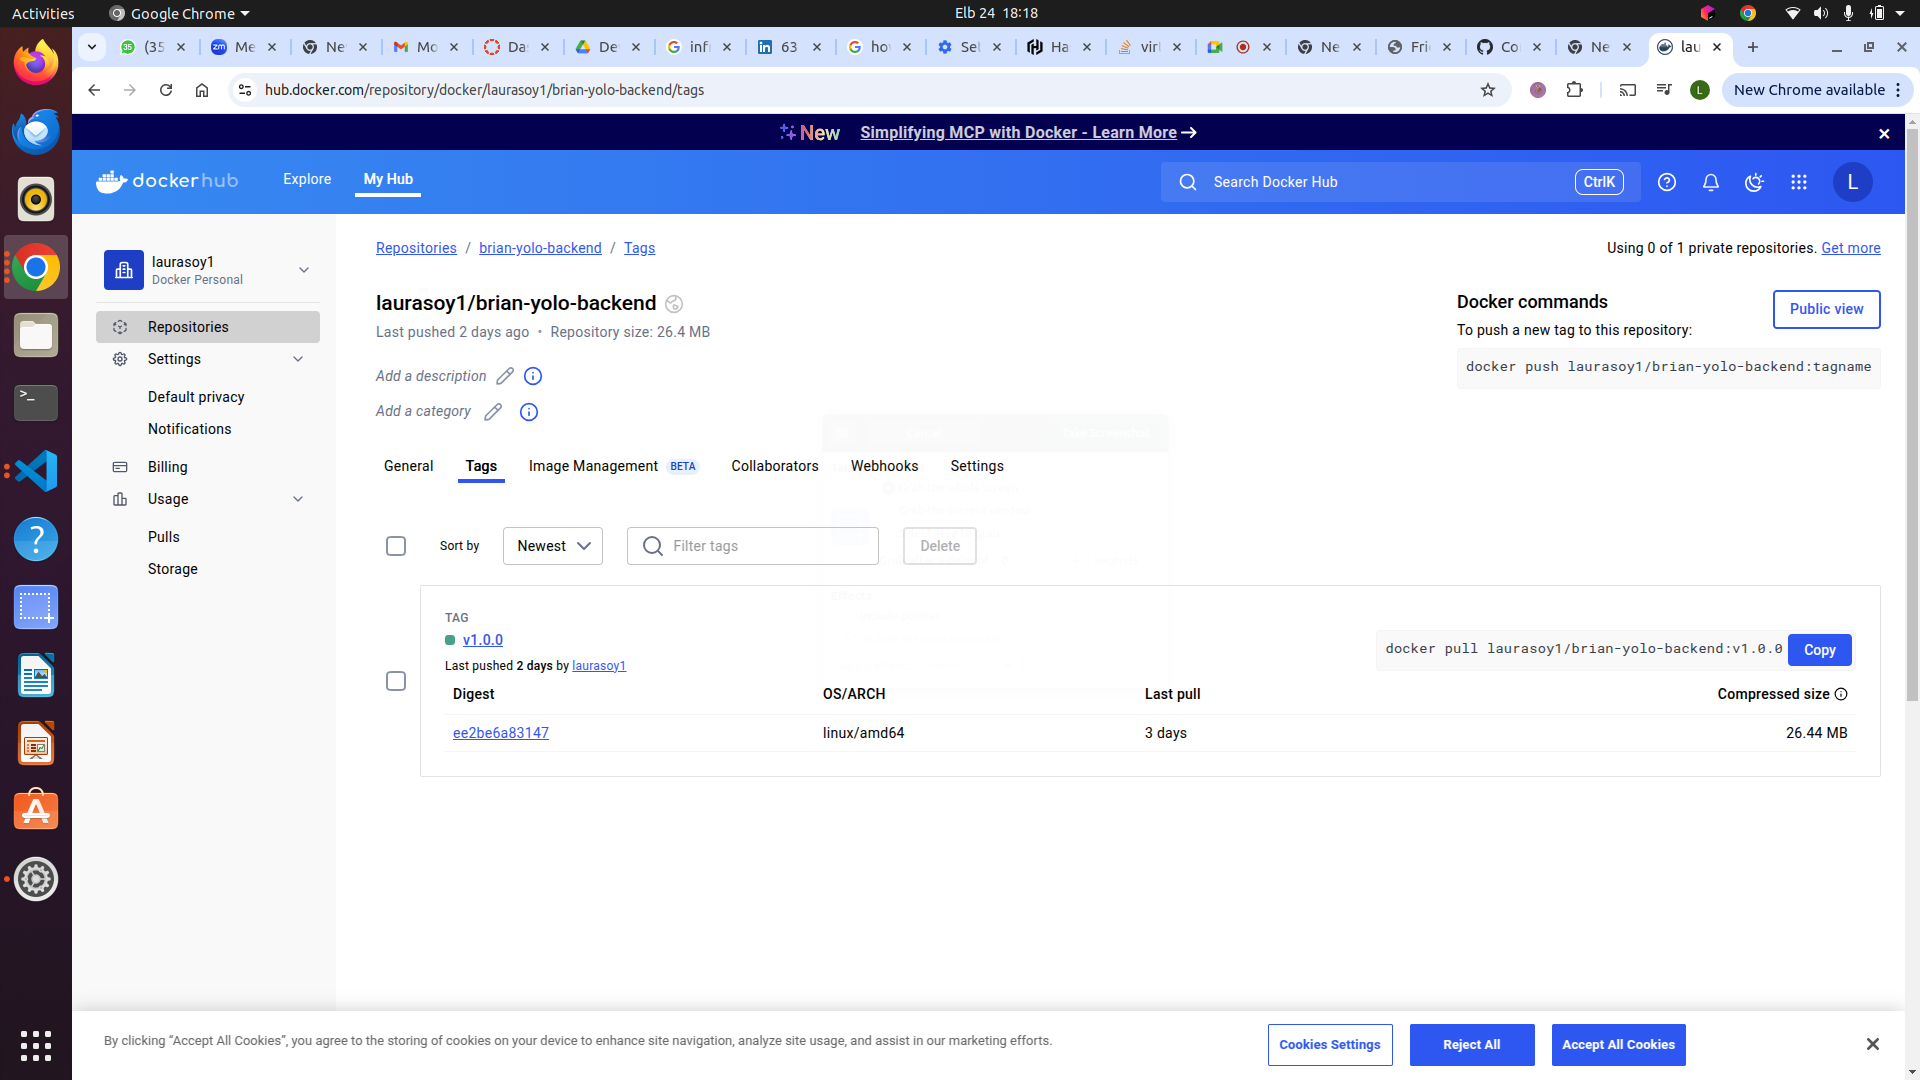 Activities
Google Chrome
Elb 24 18:18
(35
Me
Ne
Mo
Da
De
inf
63
ho
Se
Ha
virl
Ne
Fri
Co
Ne
lau
hub.docker.com/repository/docker/laurasoy1/brian-yolo-backend/tags
L
New Chrome available
New
Simplifying MCP with Docker - Learn More
docker hub
Explore
My Hub
Search Docker Hub
CtrlK
L
laurasoy1
Docker Personal
Repositories
Settings
Default privacy
Notifications
Billing
Usage
Pulls
Storage
Repositories / brian-yolo-backend / Tags
Using 0 of 1 private repositories. Get more
laurasoy1/brian-yolo-backend
Last pushed 2 days ago · Repository size: 26.4 MB
Add a description
Add a category
Docker commands
Public view
To push a new tag to this repository:
docker push laurasoy1/brian-yolo-backend:tagname
General
Tags
Image Management BETA
Collaborators
Webhooks
Settings
Sort by
Newest
Filter tags
Delete
TAG
v1.0.0
Last pushed 2 days by laurasoy1
docker pull laurasoy1/brian-yolo-backend:v1.0.0
Copy
Digest
OS/ARCH
Last pull
Compressed size
ee2be6a83147
linux/amd64
3 days
26.44 MB
By clicking “Accept All Cookies”, you agree to the storing of cookies on your device to enhance site navigation, analyze site usage, and assist in our marketing efforts.
Cookies Settings
Reject All
Accept All Cookies